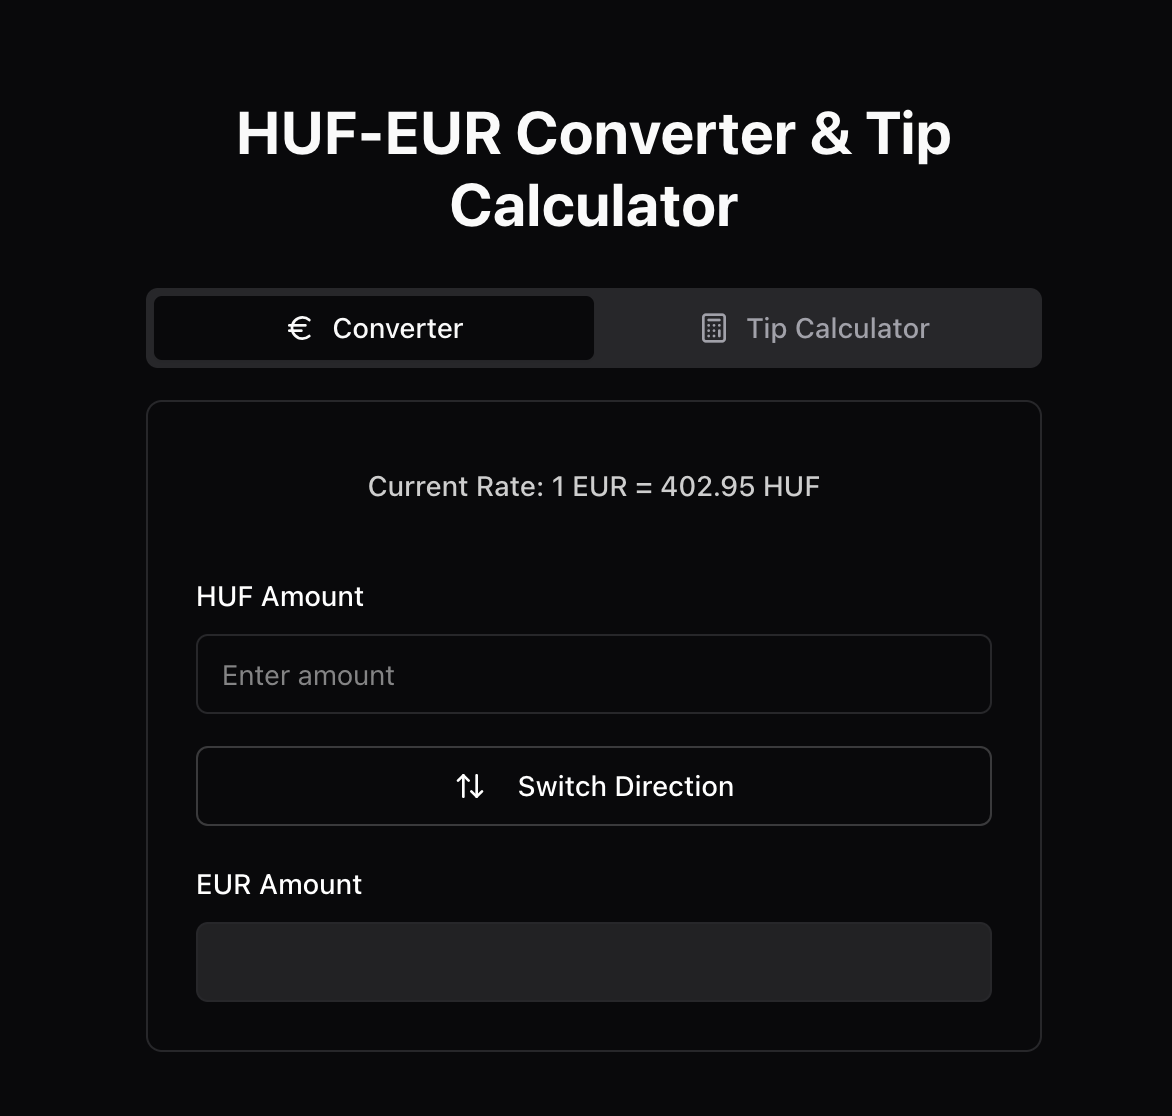 HUF-EUR Converter & Tip
Calculator
Converter
Tip Calculator
Current Rate: 1 EUR = 402.95 HUF
HUF Amount
Enter amount
Switch Direction
EUR Amount